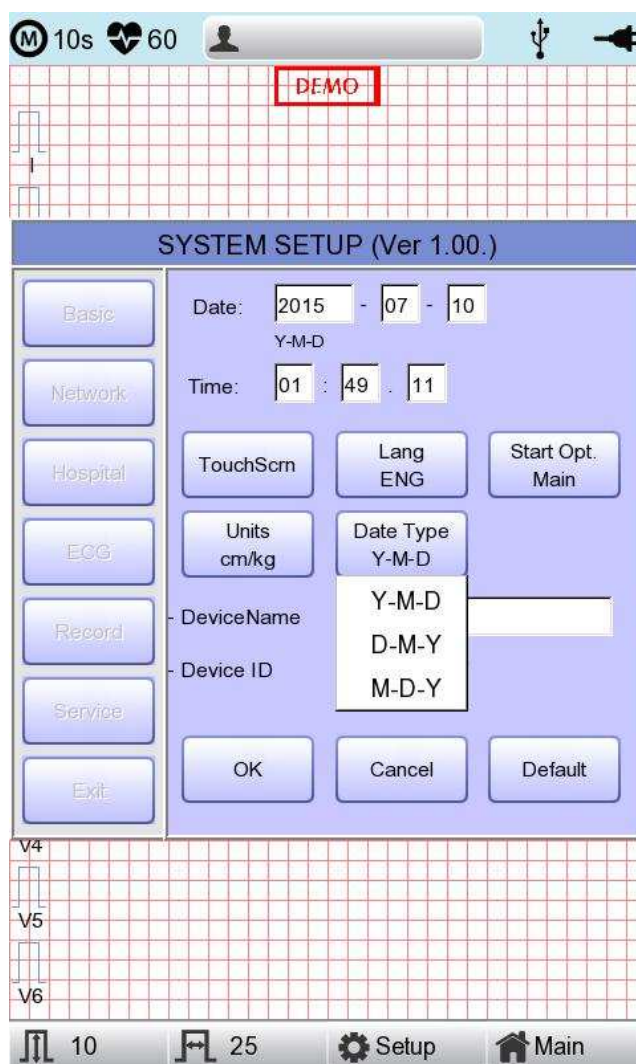 M 10s 60
DEMO
I
SYSTEM SETUP (Ver 1.00.)
Basic
Network
Hospital
ECG
Record
Service
Exit
Date: 2015 - 07 - 10
Y-M-D
Time: 01 : 49 . 11
TouchScrn
Lang
ENG
Start Opt.
Main
Units
cm/kg
Date Type
Y-M-D
Y-M-D
D-M-Y
M-D-Y
- DeviceName
- Device ID
OK Cancel Default
V4
V5
V6
10 25 Setup Main